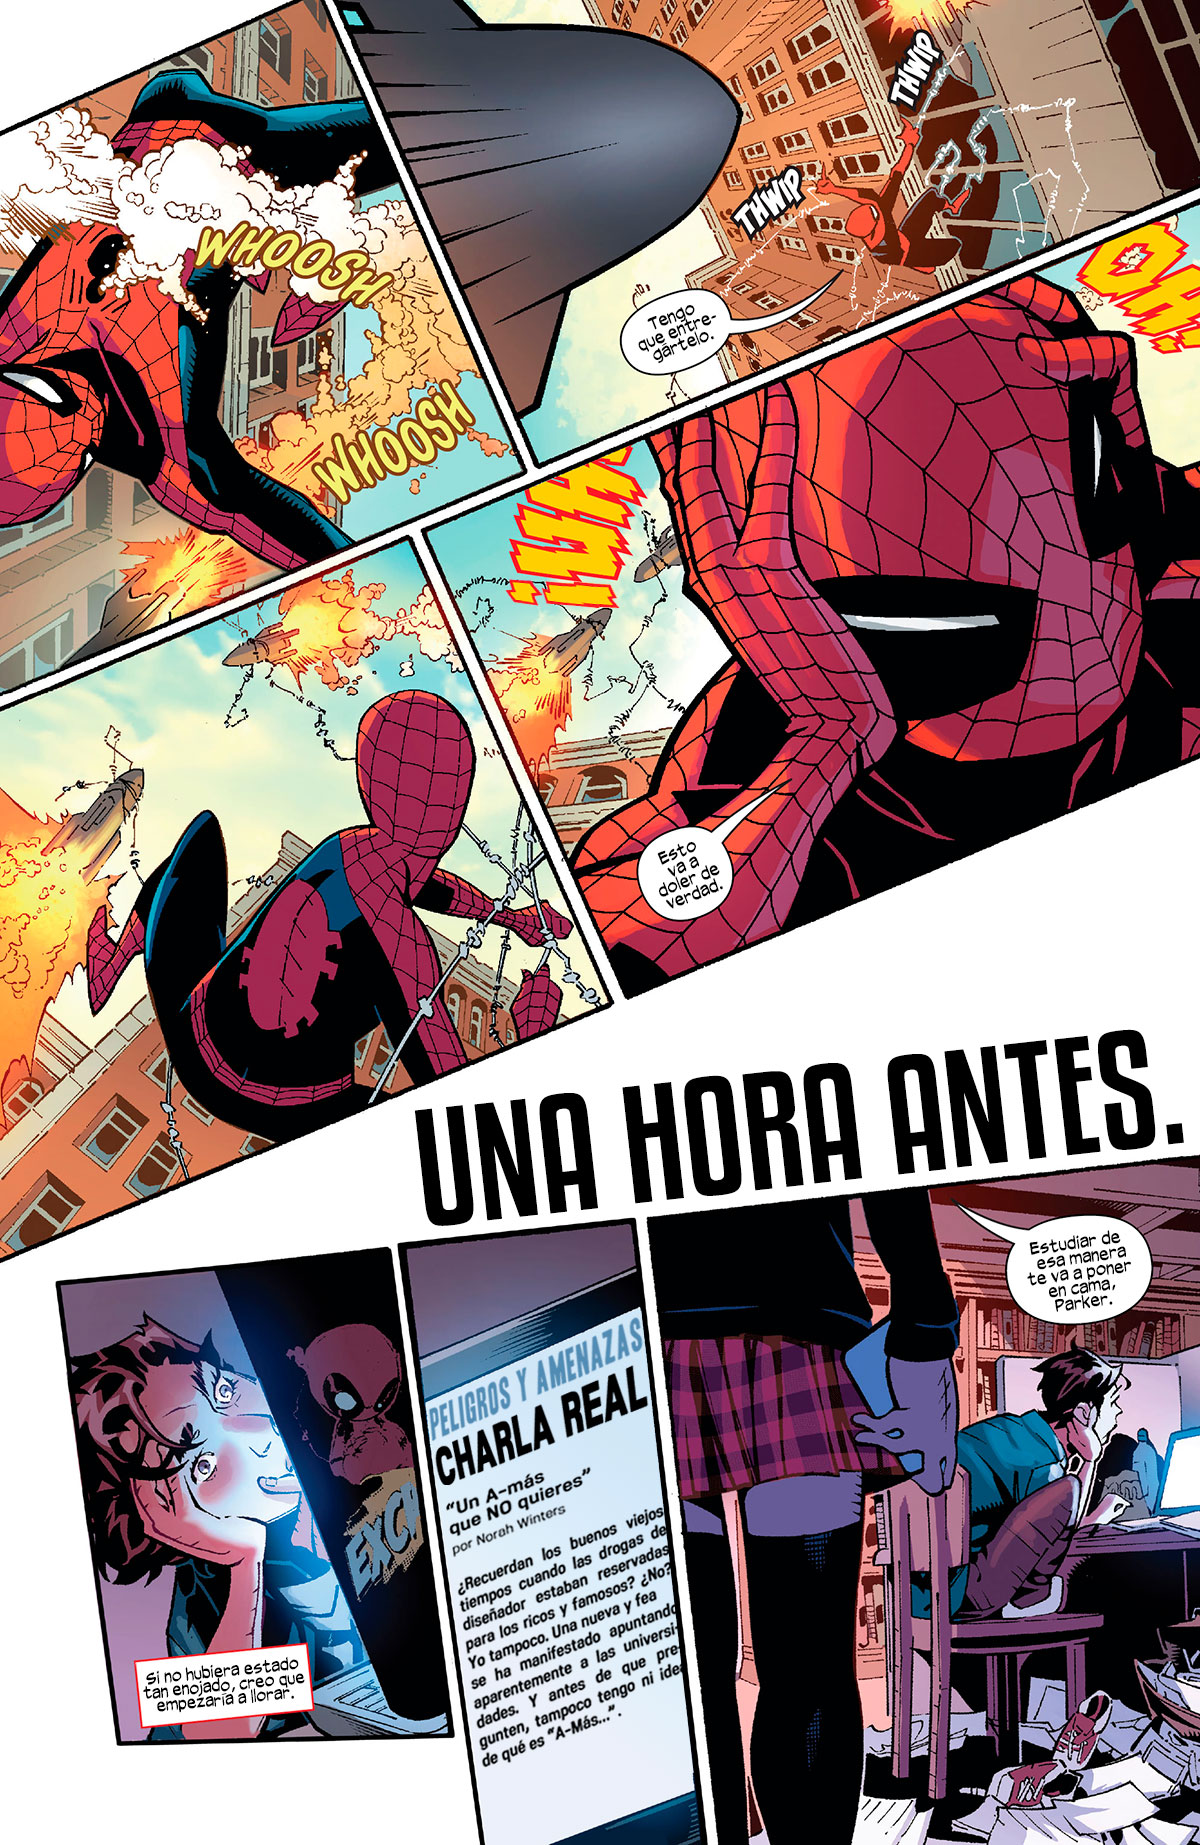 WHOOSH
WHOOSH
THWIP
THWIP
Tengo
que entre-
gártelo.
¡OH
SH!
Esto
va a
doler de
verdad.
UNA HORA ANTES.
Si no hubiera estado
tan enojado, creo que
empezaría a llorar.
EXC
PELIGROS Y AMENAZAS
CHARLA REAL
"Un A-más
que NO quieres"
por Norah Winters
¿Recuerdan los buenos viejos
tiempos cuando las drogas de
diseñador estaban reservadas
para los ricos y famosos? ¿No?
Yo tampoco. Una nueva y fea
se ha manifestado apuntando
aparentemente a las universi-
dades. Y antes de que pre-
gunten, tampoco tengo ni idea
de qué es "A-Más...".
Estudiar de
esa manera
te va a poner
en cama,
Parker.